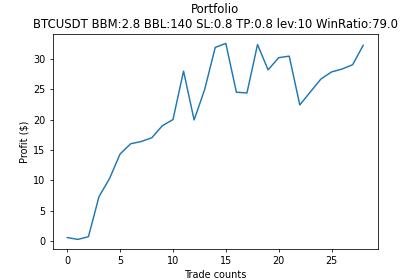 Portfolio
BTCUSDT BBM:2.8 BBL:140 SL:0.8 TP:0.8 lev:10 WinRatio:79.0
30
25
20
15
10
5
0
Profit ($)
0 5 10 15 20 25
Trade counts